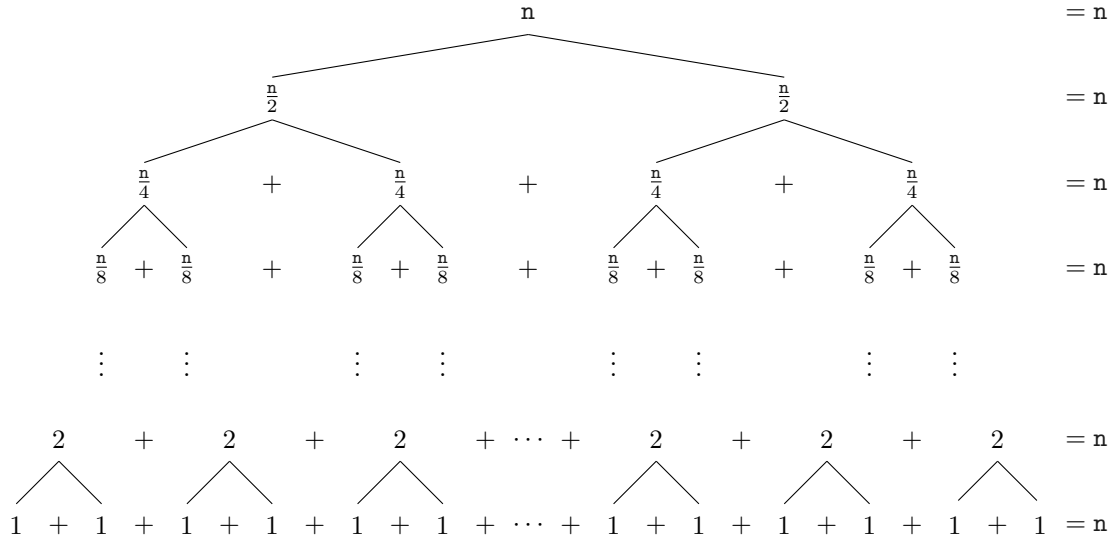 n = n
n/2 n/2 = n
n/4 + n/4 + n/4 + n/4 = n
n/8 + n/8 + n/8 + n/8 + n/8 + n/8 + n/8 + n/8 = n
⋮ ⋮ ⋮ ⋮ ⋮ ⋮ ⋮ ⋮
2 + 2 + 2 + ⋯ + 2 + 2 + 2 = n
1 + 1 + 1 + 1 + 1 + 1 + ⋯ + 1 + 1 + 1 + 1 + 1 + 1 = n